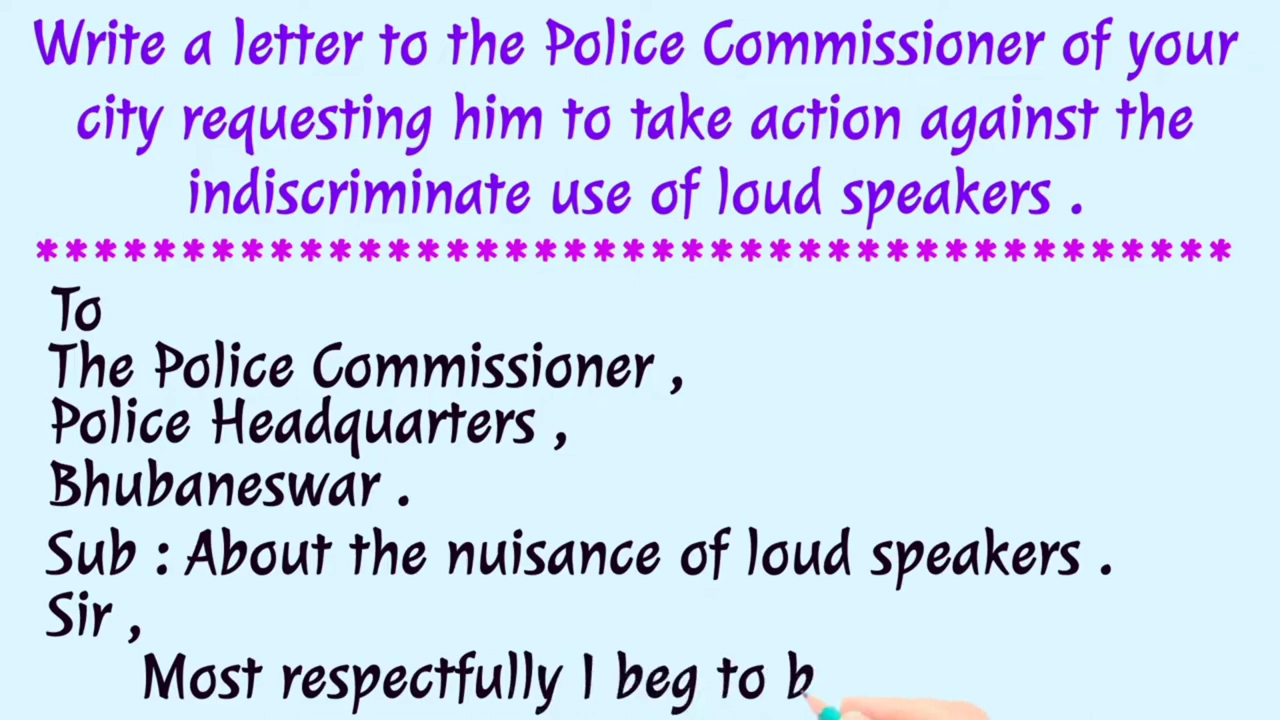 Write a letter to the Police Commissioner of your
city requesting him to take action against the
indiscriminate use of loud speakers .
*****************************************
To
The Police Commissioner ,
Police Headquarters ,
Bhubaneswar .
Sub : About the nuisance of loud speakers .
Sir ,
Most respectfully I beg to b